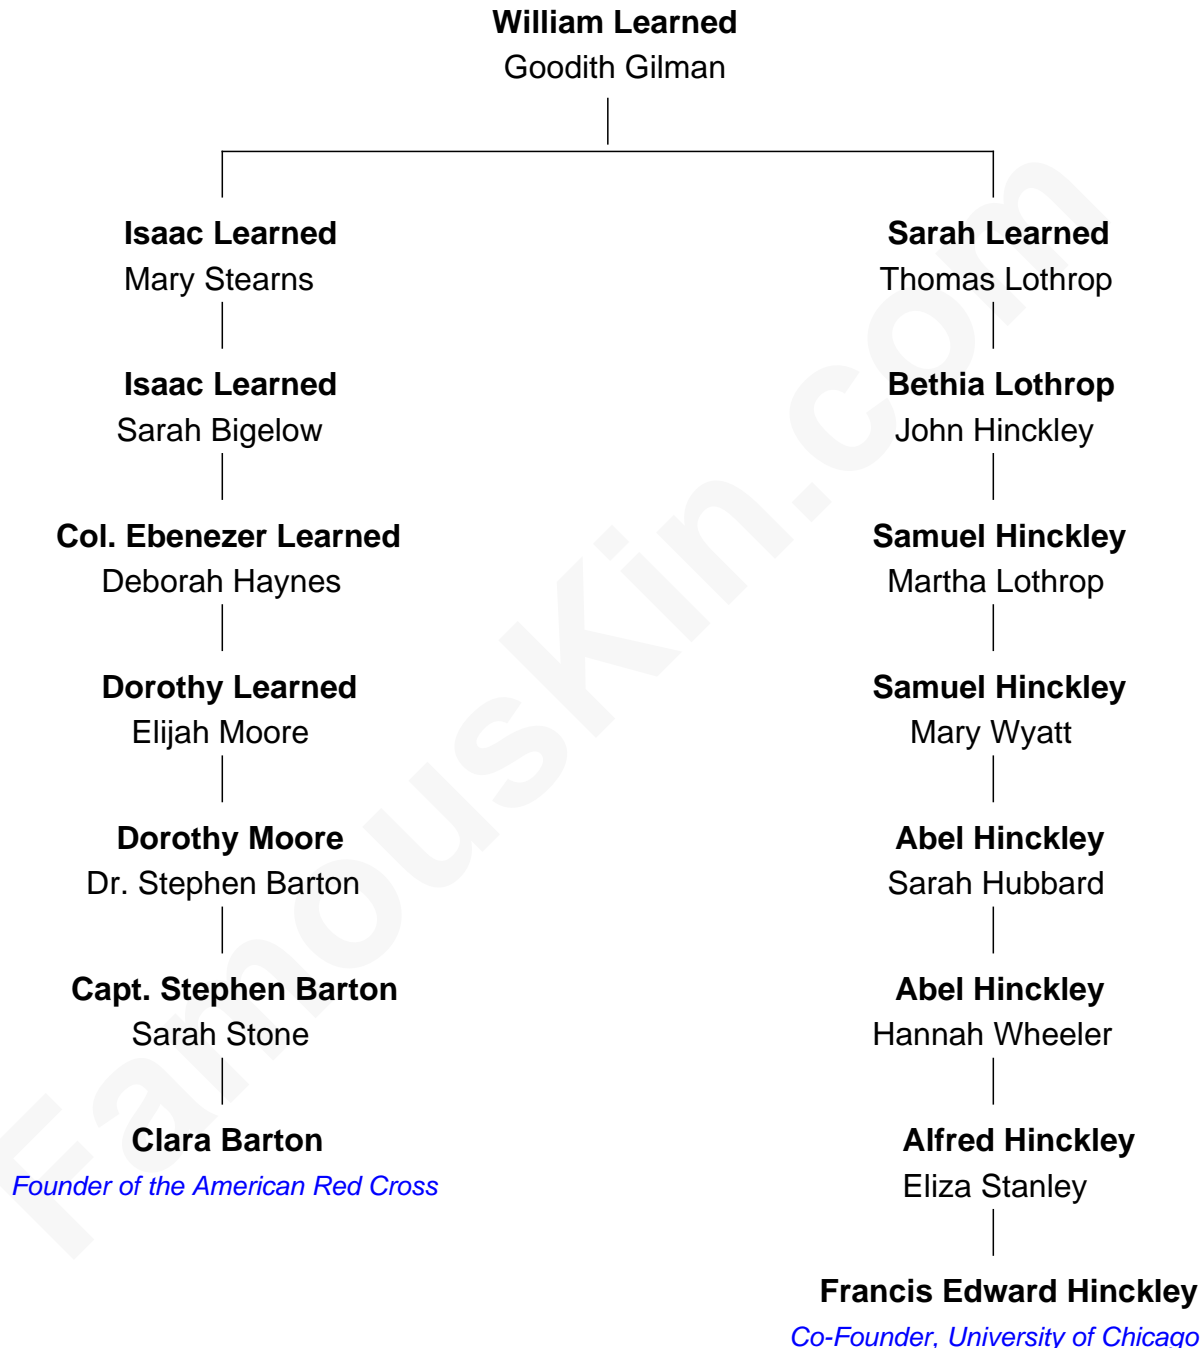 William Learned
Goodith Gilman
Isaac Learned
Mary Stearns
Sarah Learned
Thomas Lothrop
Isaac Learned
Sarah Bigelow
Bethia Lothrop
John Hinckley
Col. Ebenezer Learned
Deborah Haynes
Samuel Hinckley
Martha Lothrop
Dorothy Learned
Elijah Moore
Samuel Hinckley
Mary Wyatt
Dorothy Moore
Dr. Stephen Barton
Abel Hinckley
Sarah Hubbard
Capt. Stephen Barton
Sarah Stone
Abel Hinckley
Hannah Wheeler
Clara Barton
Founder of the American Red Cross
Alfred Hinckley
Eliza Stanley
Francis Edward Hinckley
Co-Founder, University of Chicago
FamousKin.com